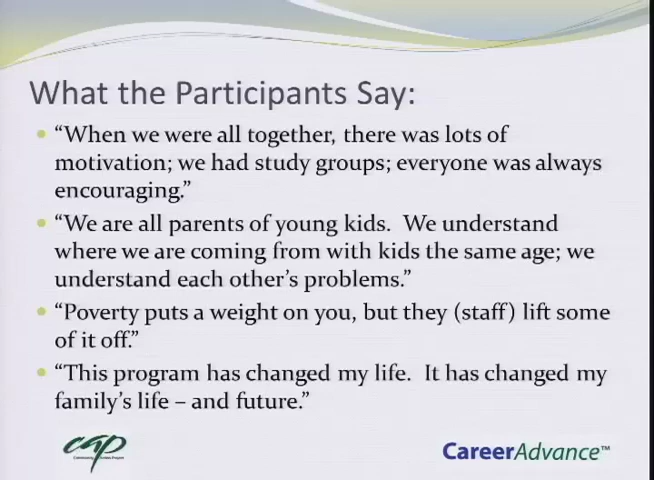 What the Participants Say:
“When we were all together, there was lots of
motivation; we had study groups; everyone was always
encouraging.”
“We are all parents of young kids.  We understand
where we are coming from with kids the same age; we
understand each other’s problems.”
“Poverty puts a weight on you, but they (staff) lift some
of it off.”
“This program has changed my life.  It has changed my
family’s life – and future.”
cap
CareerAdvance™